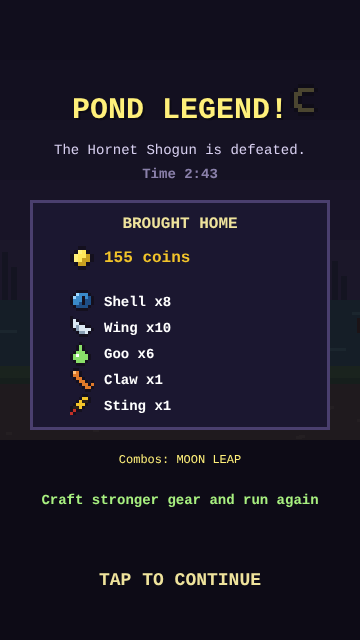 POND LEGEND!
The Hornet Shogun is defeated.
Time 2:43
BROUGHT HOME
155 coins
Shell x8
Wing x10
Goo x6
Claw x1
Sting x1
Combos: MOON LEAP
Craft stronger gear and run again
TAP TO CONTINUE